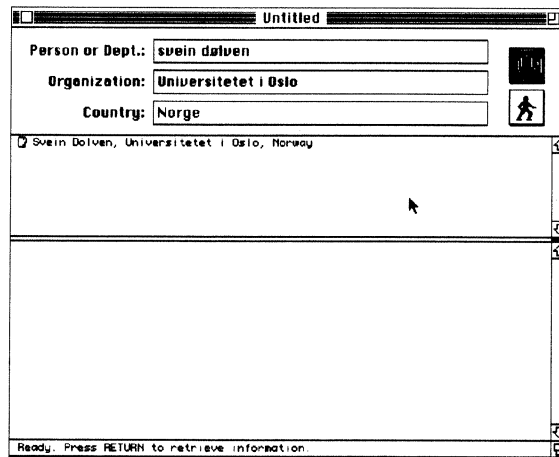 Untitled
Person or Dept.: svein dølven
Organization: Universitetet i Oslo
Country: Norge
Svein Dolven, Universitetet i Oslo, Norway
Ready. Press RETURN to retrieve information.